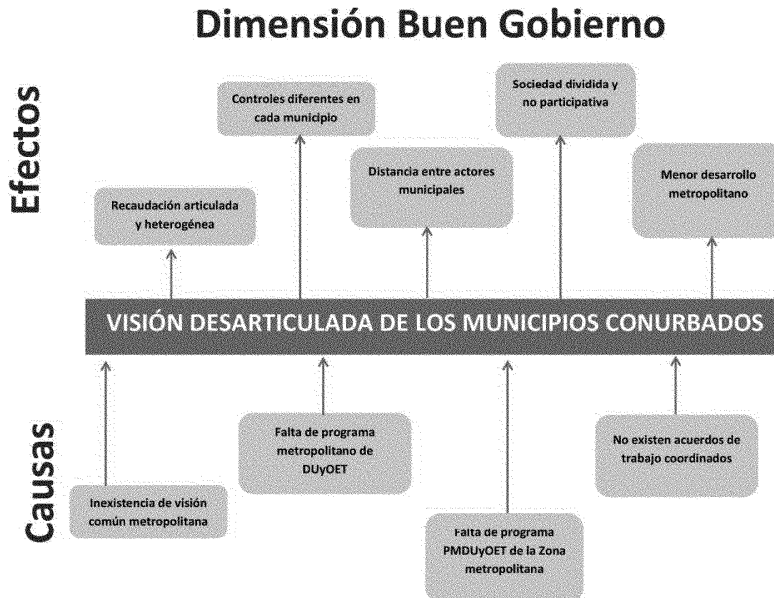 Dimensión Buen Gobierno
Efectos
Sociedad dividida y
no participativa
Controles diferentes en
cada municipio
Distancia entre actores
municipales
Menor desarrollo
metropolitano
Recaudación articulada
y heterogénea
VISIÓN DESARTICULADA DE LOS MUNICIPIOS CONURBADOS
Causas
Falta de programa
metropolitano de
DUyOET
No existen acuerdos de
trabajo coordinados
Inexistencia de visión
común metropolitana
Falta de programa
PMDUyOET de la Zona
metropolitana